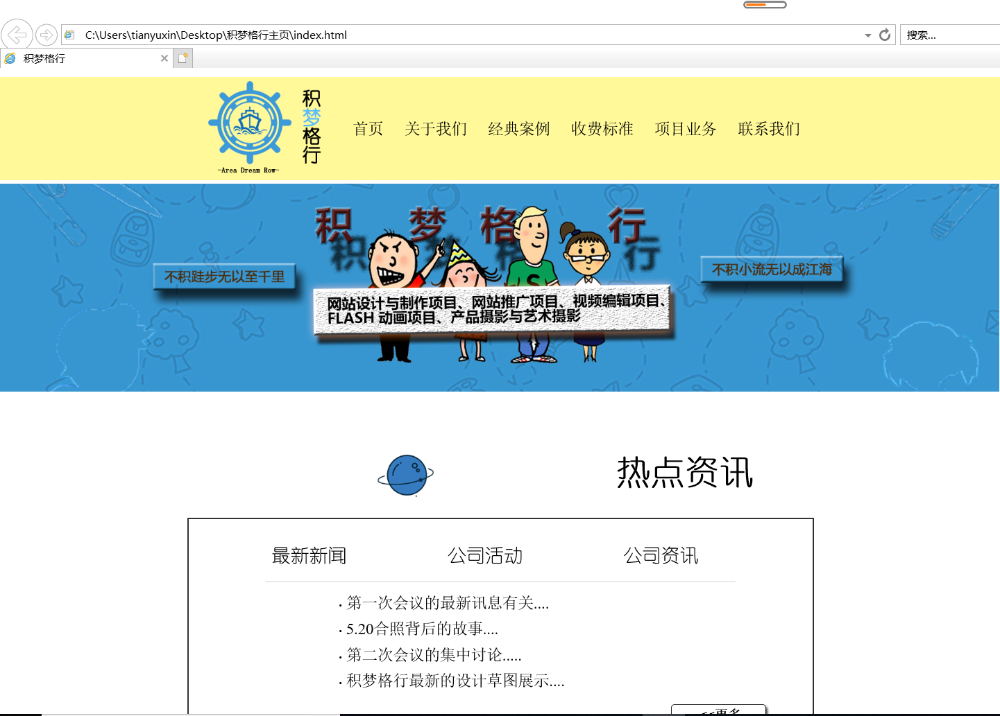 C:\Users\tianyuxin\Desktop\积梦格行主页\index.html
搜索...
积梦格行
积梦格行
-Area Dream Row-
首页 关于我们 经典案例 收费标准 项目业务 联系我们
积梦格行
不积跬步无以至千里
不积小流无以成江海
网站设计与制作项目、网站推广项目、视频编辑项目、
FLASH 动画项目、产品摄影与艺术摄影
热点资讯
最新新闻 公司活动 公司资讯
· 第一次会议的最新讯息有关....
· 5.20合照背后的故事....
· 第二次会议的集中讨论.....
· 积梦格行最新的设计草图展示....
<<更多